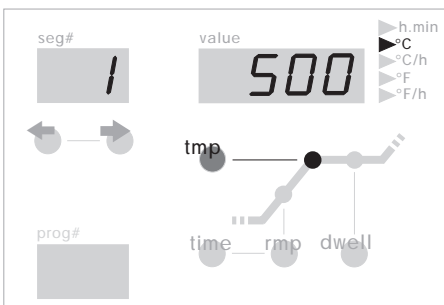 seg#
1
value
500
h.min
°C
°C/h
°F
°F/h
tmp
prog#
time
rmp
dwell